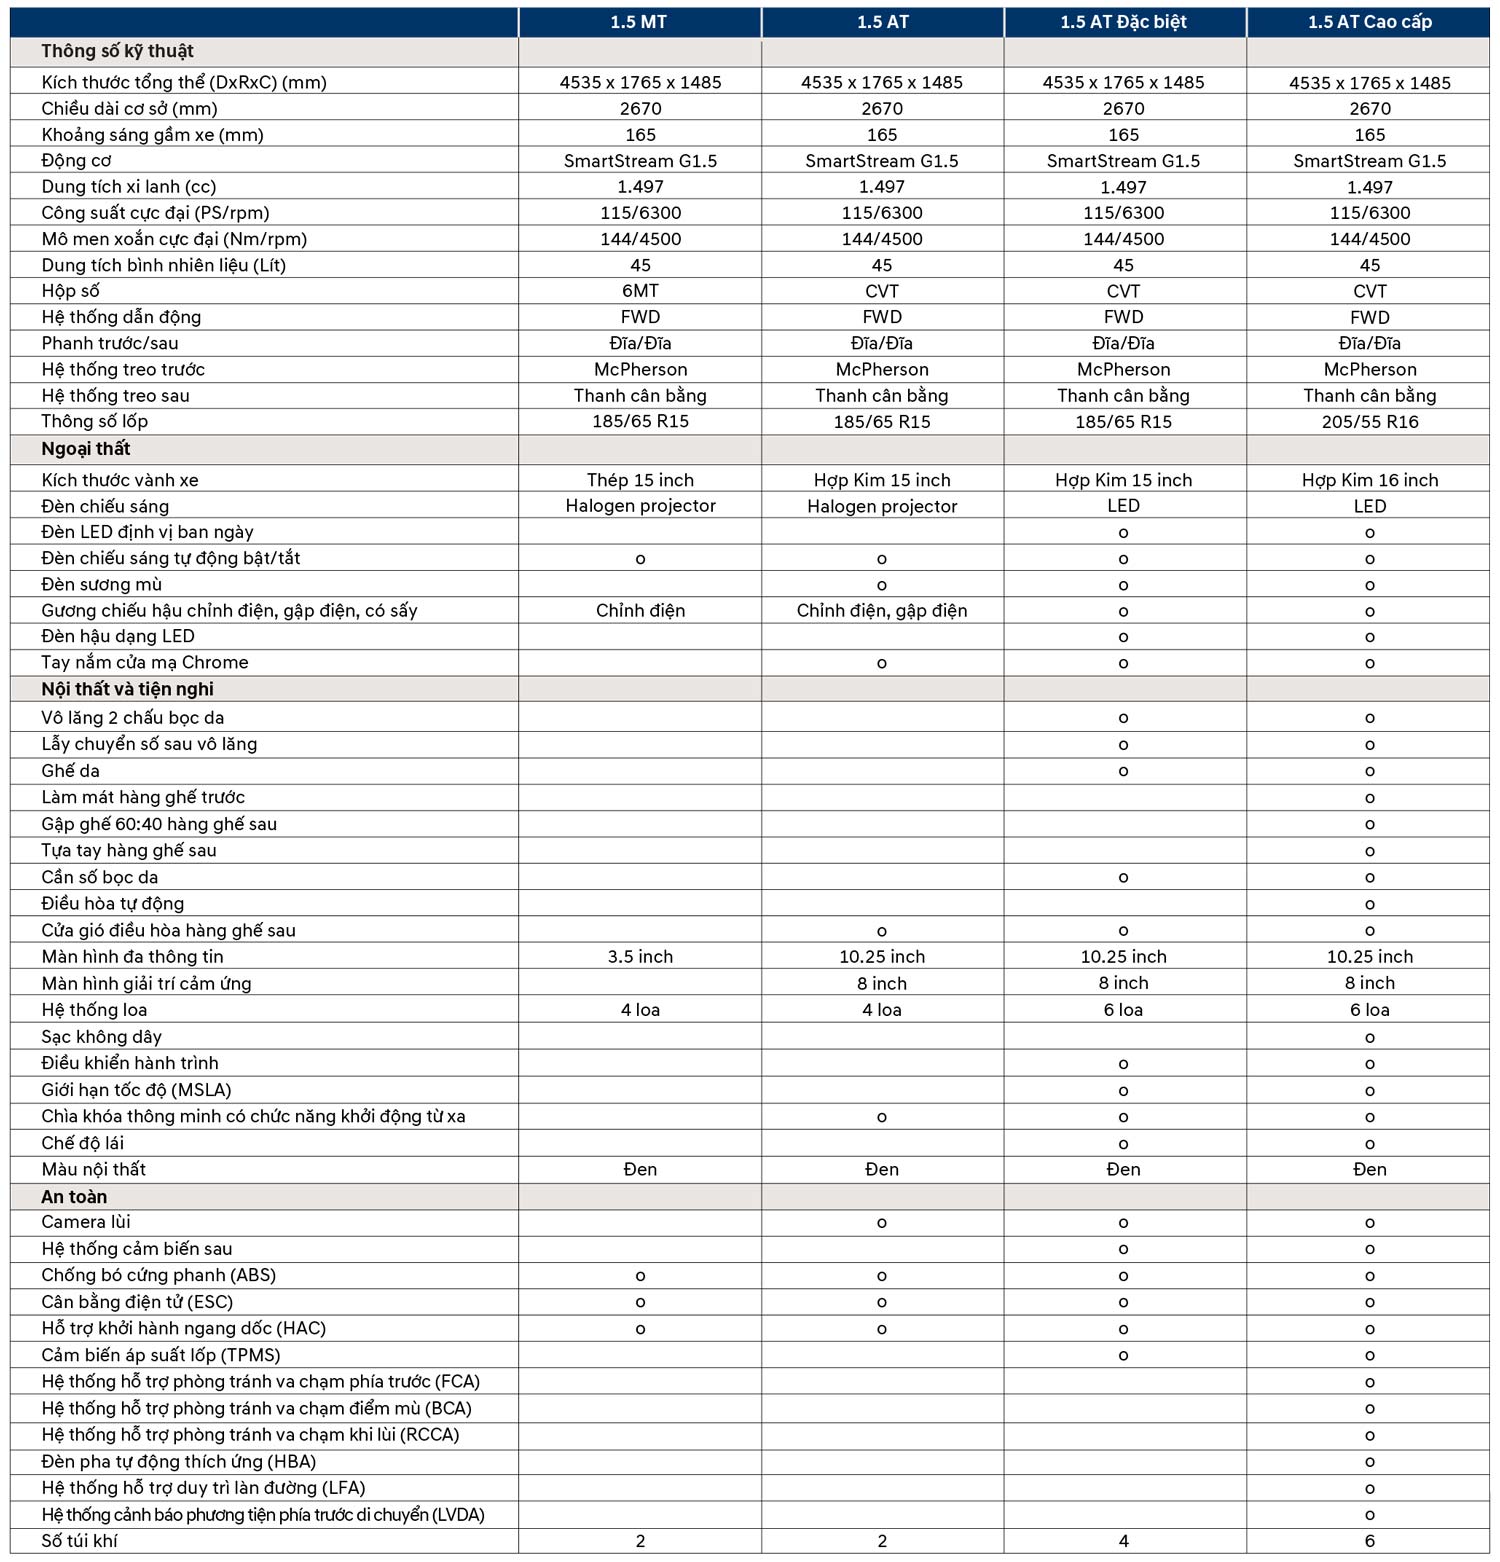 1.5 MT 1.5 AT 1.5 AT Đặc biệt 1.5 AT Cao cấp
Thông số kỹ thuật
Kích thước tổng thể (DxRxC) (mm) 4535 x 1765 x 1485 4535 x 1765 x 1485 4535 x 1765 x 1485 4535 x 1765 x 1485
Chiều dài cơ sở (mm) 2670 2670 2670 2670
Khoảng sáng gầm xe (mm) 165 165 165 165
Động cơ SmartStream G1.5 SmartStream G1.5 SmartStream G1.5 SmartStream G1.5
Dung tích xi lanh (cc) 1.497 1.497 1.497 1.497
Công suất cực đại (PS/rpm) 115/6300 115/6300 115/6300 115/6300
Mô men xoắn cực đại (Nm/rpm) 144/4500 144/4500 144/4500 144/4500
Dung tích bình nhiên liệu (Lít) 45 45 45 45
Hộp số 6MT CVT CVT CVT
Hệ thống dẫn động FWD FWD FWD FWD
Phanh trước/sau Đĩa/Đĩa Đĩa/Đĩa Đĩa/Đĩa Đĩa/Đĩa
Hệ thống treo trước McPherson McPherson McPherson McPherson
Hệ thống treo sau Thanh cân bằng Thanh cân bằng Thanh cân bằng Thanh cân bằng
Thông số lốp 185/65 R15 185/65 R15 185/65 R15 205/55 R16
Ngoại thất
Kích thước vành xe Thép 15 inch Hợp Kim 15 inch Hợp Kim 15 inch Hợp Kim 16 inch
Đèn chiếu sáng Halogen projector Halogen projector LED LED
Đèn LED định vị ban ngày o o
Đèn chiếu sáng tự động bật/tắt o o o o
Đèn sương mù o o o
Gương chiếu hậu chỉnh điện, gập điện, có sấy Chỉnh điện Chỉnh điện, gập điện o o
Đèn hậu dạng LED o o
Tay nắm cửa mạ Chrome o o o
Nội thất và tiện nghi
Vô lăng 2 chấu bọc da o o
Lẫy chuyển số sau vô lăng o o
Ghế da o o
Làm mát hàng ghế trước o
Gập ghế 60:40 hàng ghế sau o
Tựa tay hàng ghế sau o
Cần số bọc da o o
Điều hòa tự động o
Cửa gió điều hòa hàng ghế sau o o o
Màn hình đa thông tin 3.5 inch 10.25 inch 10.25 inch 10.25 inch
Màn hình giải trí cảm ứng 8 inch 8 inch 8 inch
Hệ thống loa 4 loa 4 loa 6 loa 6 loa
Sạc không dây o
Điều khiển hành trình o o
Giới hạn tốc độ (MSLA) o o
Chìa khóa thông minh có chức năng khởi động từ xa o o o
Chế độ lái o o
Màu nội thất Đen Đen Đen Đen
An toàn
Camera lùi o o o
Hệ thống cảm biến sau o o
Chống bó cứng phanh (ABS) o o o o
Cân bằng điện tử (ESC) o o o o
Hỗ trợ khởi hành ngang dốc (HAC) o o o o
Cảm biến áp suất lốp (TPMS) o o
Hệ thống hỗ trợ phòng tránh va chạm phía trước (FCA) o
Hệ thống hỗ trợ phòng tránh va chạm điểm mù (BCA) o
Hệ thống hỗ trợ phòng tránh va chạm khi lùi (RCCA) o
Đèn pha tự động thích ứng (HBA) o
Hệ thống hỗ trợ duy trì làn đường (LFA) o
Hệ thống cảnh báo phương tiện phía trước di chuyển (LVDA) o
Số túi khí 2 2 4 6